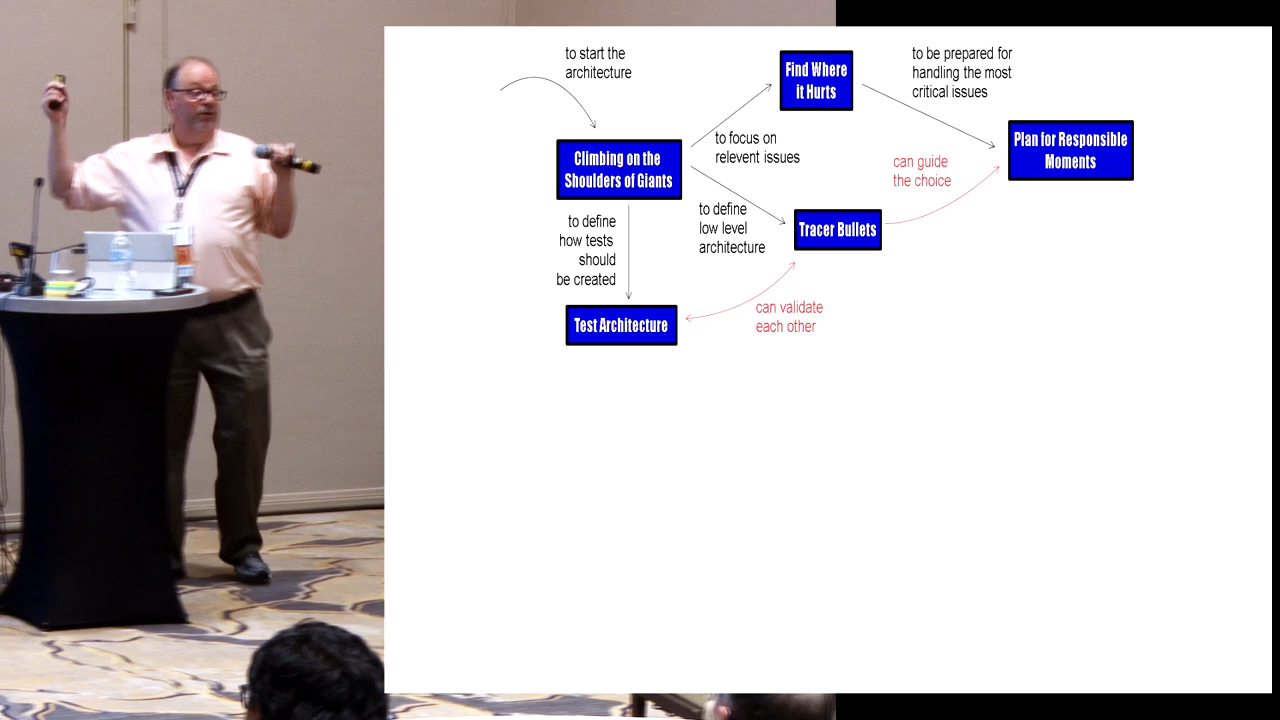 to start the
architecture
Find Where
it Hurts
to be prepared for
handling the most
critical issues
Climbing on the
Shoulders of Giants
to focus on
relevent issues
Plan for Responsible
Moments
can guide
the choice
to define
how tests
should
be created
to define
low level
architecture
Tracer Bullets
Test Architecture
can validate
each other